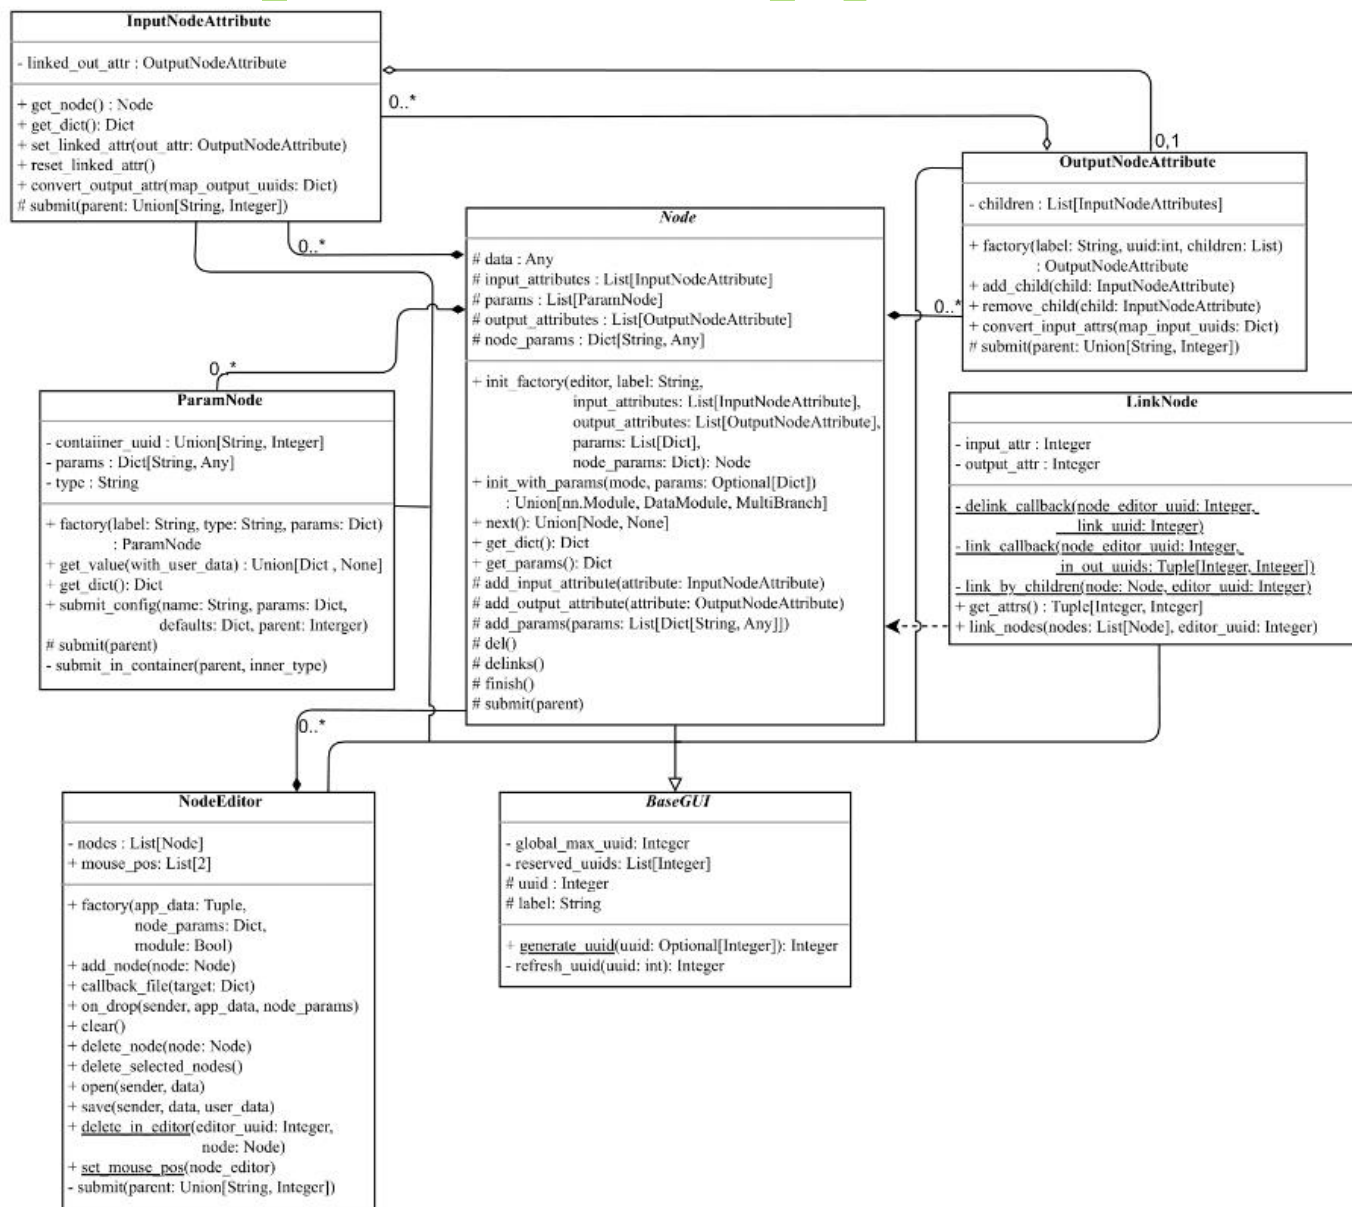 InputNodeAttribute
- linked_out_attr : OutputNodeAttribute
+ get_node() : Node
+ get_dict(): Dict
+ set_linked_attr(out_attr: OutputNodeAttribute)
+ reset_linked_attr()
+ convert_output_attr(map_output_uuids: Dict)
# submit(parent: Union[String, Integer])
0..*
0,1
OutputNodeAttribute
- children : List[InputNodeAttributes]
+ factory(label: String, uuid:int, children: List)
: OutputNodeAttribute
+ add_child(child: InputNodeAttribute)
+ remove_child(child: InputNodeAttribute)
+ convert_input_attrs(map_input_uuids: Dict)
# submit(parent: Union[String, Integer])
0..*
0..*
0..*
Node
# data : Any
# input_attributes : List[InputNodeAttribute]
# params : List[ParamNode]
# output_attributes : List[OutputNodeAttribute]
# node_params : Dict[String, Any]
+ init_factory(editor, label: String,
input_attributes: List[InputNodeAttribute],
output_attributes: List[OutputNodeAttribute],
params: List[Dict],
node_params: Dict): Node
+ init_with_params(mode, params: Optional[Dict])
: Union[nn.Module, DataModule, MultiBranch]
+ next(): Union[Node, None]
+ get_dict(): Dict
+ get_params(): Dict
# add_input_attribute(attribute: InputNodeAttribute)
# add_output_attribute(attribute: OutputNodeAttribute)
# add_params(params: List[Dict[String, Any]])
# del()
# delinks()
# finish()
# submit(parent)
ParamNode
- contaiiner_uuid : Union[String, Integer]
- params : Dict[String, Any]
- type : String
+ factory(label: String, type: String, params: Dict)
: ParamNode
+ get_value(with_user_data) : Union[Dict , None]
+ get_dict(): Dict
+ submit_config(name: String, params: Dict,
defaults: Dict, parent: Interger)
# submit(parent)
- submit_in_container(parent, inner_type)
LinkNode
- input_attr : Integer
- output_attr : Integer
- delink_callback(node_editor_uuid: Integer,
link_uuid: Integer)
- link_callback(node_editor_uuid: Integer,
in_out_uuids: Tuple[Integer, Integer])
- link_by_children(node: Node, editor_uuid: Integer)
+ get_attrs() : Tuple[Integer, Integer]
+ link_nodes(nodes: List[Node], editor_uuid: Integer)
0..*
NodeEditor
- nodes : List[Node]
+ mouse_pos: List[2]
+ factory(app_data: Tuple,
node_params: Dict,
module: Bool)
+ add_node(node: Node)
+ callback_file(target: Dict)
+ on_drop(sender, app_data, node_params)
+ clear()
+ delete_node(node: Node)
+ delete_selected_nodes()
+ open(sender, data)
+ save(sender, data, user_data)
+ delete_in_editor(editor_uuid: Integer,
node: Node)
+ set_mouse_pos(node_editor)
- submit(parent: Union[String, Integer])
BaseGUI
- global_max_uuid: Integer
- reserved_uuids: List[Integer]
# uuid : Integer
# label: String
+ generate_uuid(uuid: Optional[Integer]): Integer
- refresh_uuid(uuid: int): Integer